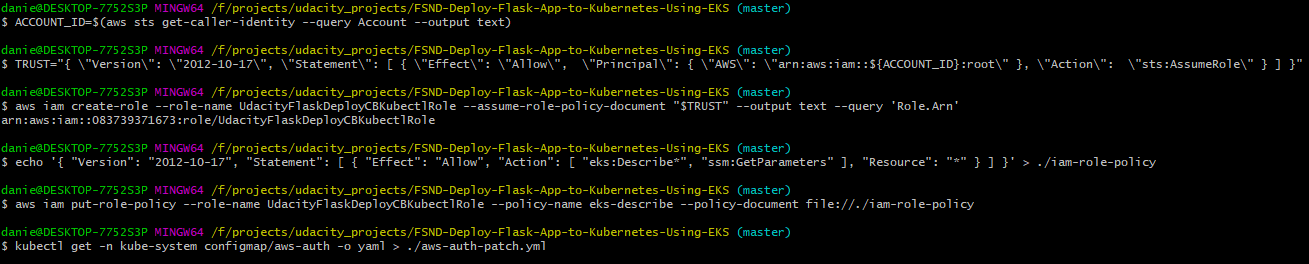 danie@DESKTOP-7752S3P MINGW64 /f/projects/udacity_projects/FSND-Deploy-Flask-App-to-Kubernetes-Using-EKS (master)
$ ACCOUNT_ID=$(aws sts get-caller-identity --query Account --output text)
danie@DESKTOP-7752S3P MINGW64 /f/projects/udacity_projects/FSND-Deploy-Flask-App-to-Kubernetes-Using-EKS (master)
$ TRUST="{ \"Version\": \"2012-10-17\", \"Statement\": [ { \"Effect\": \"Allow\",  \"Principal\": { \"AWS\": \"arn:aws:iam::${ACCOUNT_ID}:root\" }, \"Action\":  \"sts:AssumeRole\" } ] }"
danie@DESKTOP-7752S3P MINGW64 /f/projects/udacity_projects/FSND-Deploy-Flask-App-to-Kubernetes-Using-EKS (master)
$ aws iam create-role --role-name UdacityFlaskDeployCBKubectlRole --assume-role-policy-document "$TRUST" --output text --query 'Role.Arn'
arn:aws:iam::083739371673:role/UdacityFlaskDeployCBKubectlRole
danie@DESKTOP-7752S3P MINGW64 /f/projects/udacity_projects/FSND-Deploy-Flask-App-to-Kubernetes-Using-EKS (master)
$ echo '{ "Version": "2012-10-17", "Statement": [ { "Effect": "Allow", "Action": [ "eks:Describe*", "ssm:GetParameters" ], "Resource": "*" } ] }' > ./iam-role-policy
danie@DESKTOP-7752S3P MINGW64 /f/projects/udacity_projects/FSND-Deploy-Flask-App-to-Kubernetes-Using-EKS (master)
$ aws iam put-role-policy --role-name UdacityFlaskDeployCBKubectlRole --policy-name eks-describe --policy-document file://./iam-role-policy
danie@DESKTOP-7752S3P MINGW64 /f/projects/udacity_projects/FSND-Deploy-Flask-App-to-Kubernetes-Using-EKS (master)
$ kubectl get -n kube-system configmap/aws-auth -o yaml > ./aws-auth-patch.yml